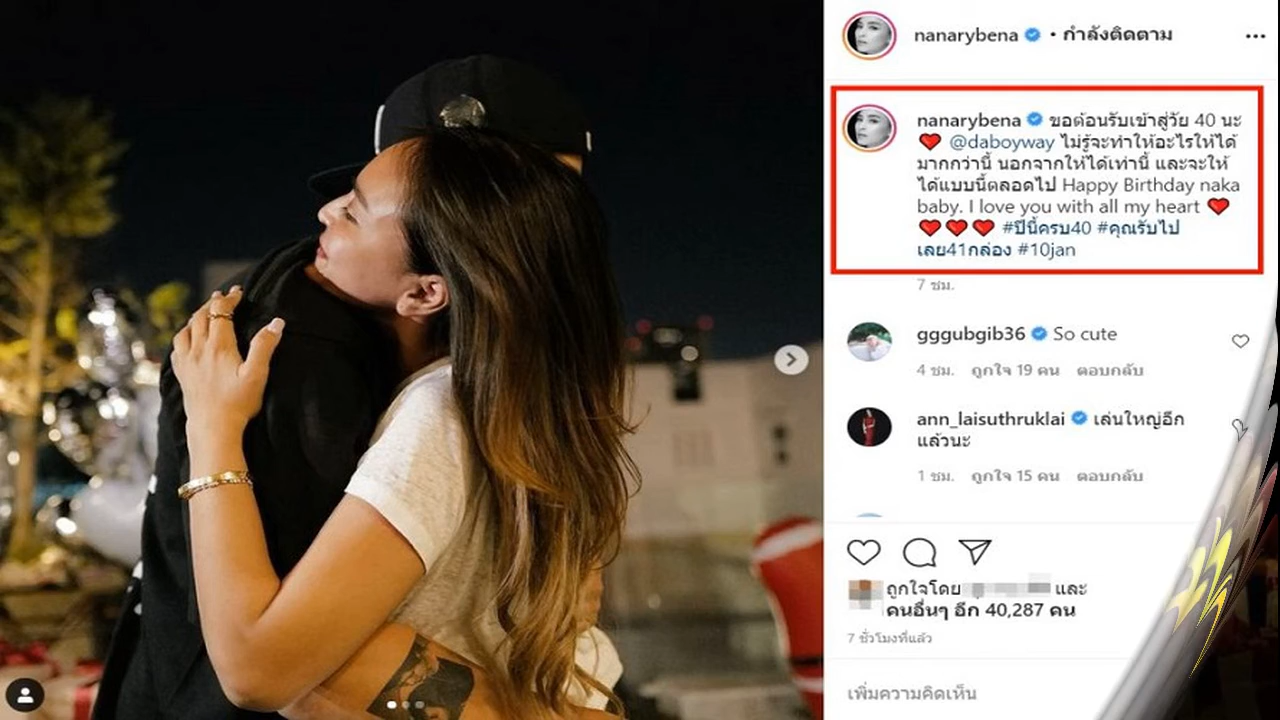 nanarybena • กำลังติดตาม
nanarybena ขอต้อนรับเข้าสู่วัย 40 นะ
❤️ @daboyway ไม่รู้จะทำให้อะไรให้ได้
มากกว่านี้ นอกจากให้ได้เท่านี้ และจะให้
ได้แบบนี้ตลอดไป Happy Birthday naka
baby. I love you with all my heart ❤️
❤️❤️❤️ #ปีนี้ครบ40 #คุณรับไป
เลย41กล่อง #10jan
7 ชม.
gggubgib36 So cute
4 ชม. ถูกใจ 19 คน ตอบกลับ
ann_laisuthruklai เล่นใหญ่อีก
แล้วนะ
1 ชม. ถูกใจ 15 คน ตอบกลับ
ถูกใจโดย และ
คนอื่นๆ อีก 40,287 คน
7 ชั่วโมงที่แล้ว
เพิ่มความคิดเห็น